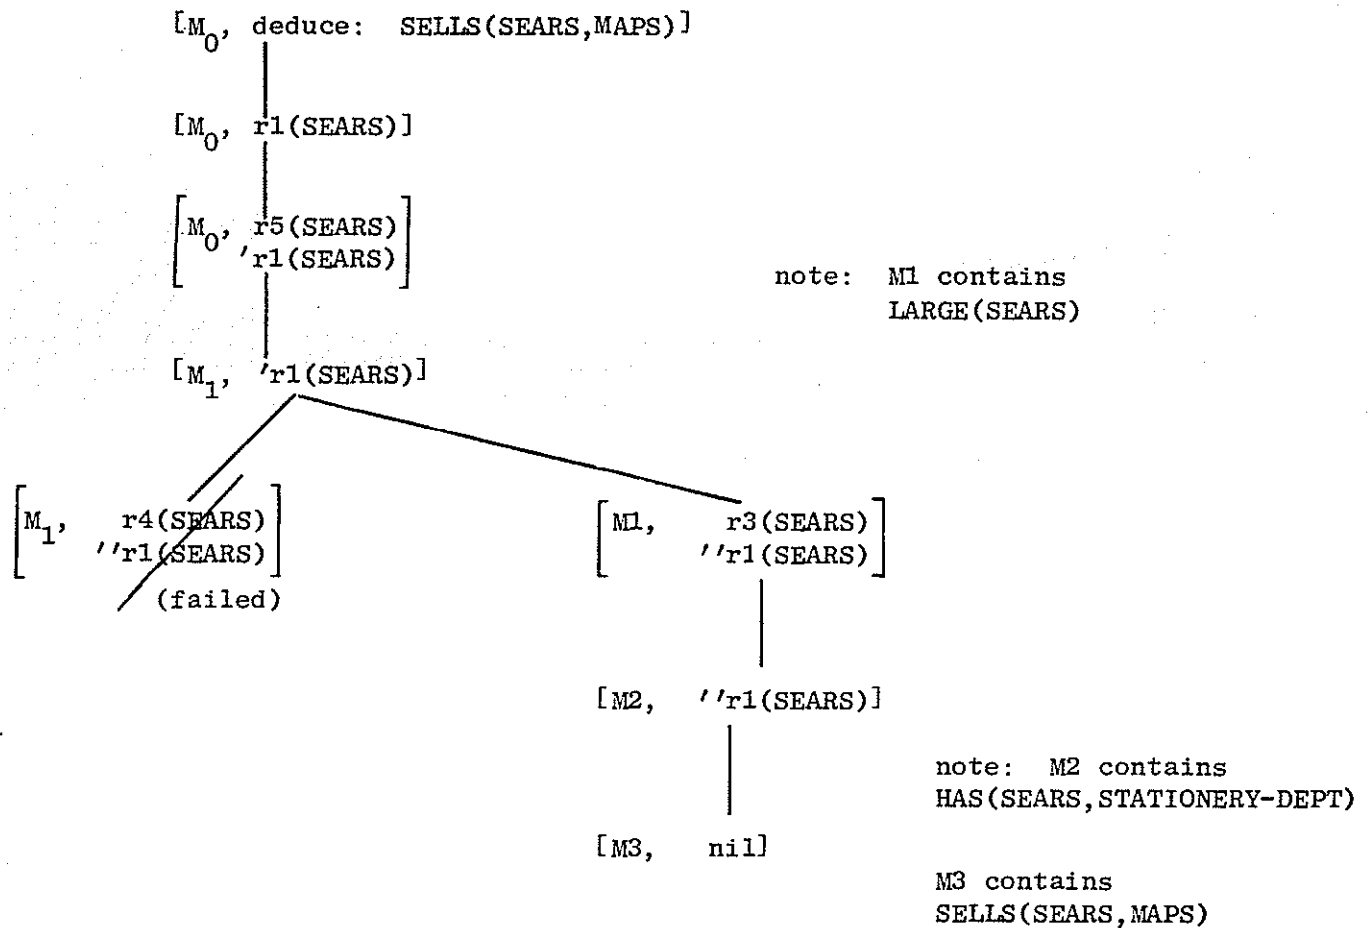 [M0, deduce: SELLS(SEARS,MAPS)]
[M0, r1(SEARS)]
[M0, r5(SEARS)
'r1(SEARS)]
note: M1 contains
LARGE(SEARS)
[M1, 'r1(SEARS)]
[M1, r4(SEARS)
''r1(SEARS)]
(failed)
[M1, r3(SEARS)
''r1(SEARS)]
[M2, ''r1(SEARS)]
note: M2 contains
HAS(SEARS,STATIONERY-DEPT)
[M3, nil]
M3 contains
SELLS(SEARS,MAPS)